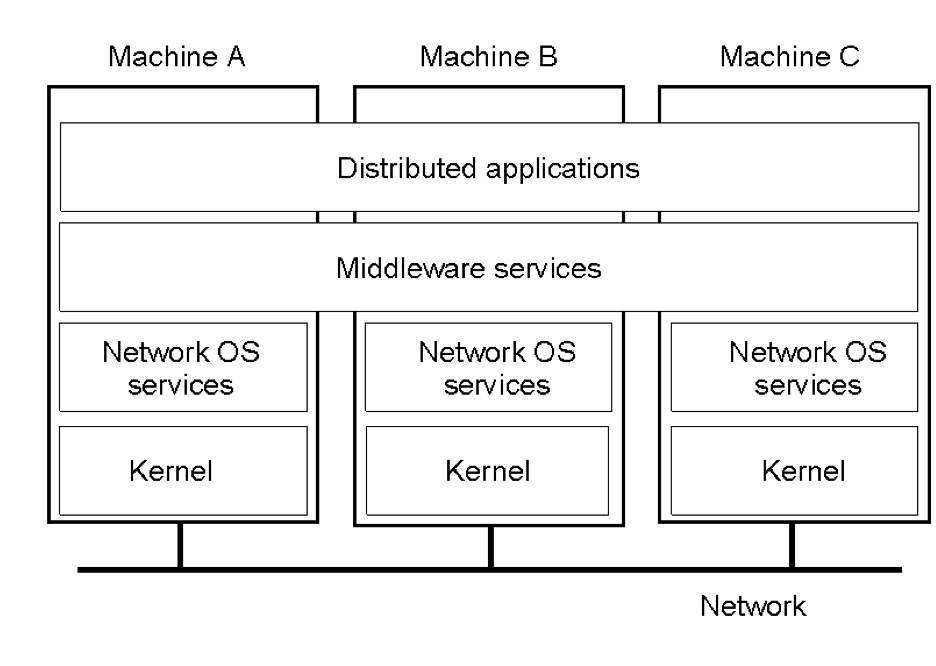 Machine A
Machine B
Machine C
Distributed applications
Middleware services
Network OS
services
Network OS
services
Network OS
services
Kernel
Kernel
Kernel
Network